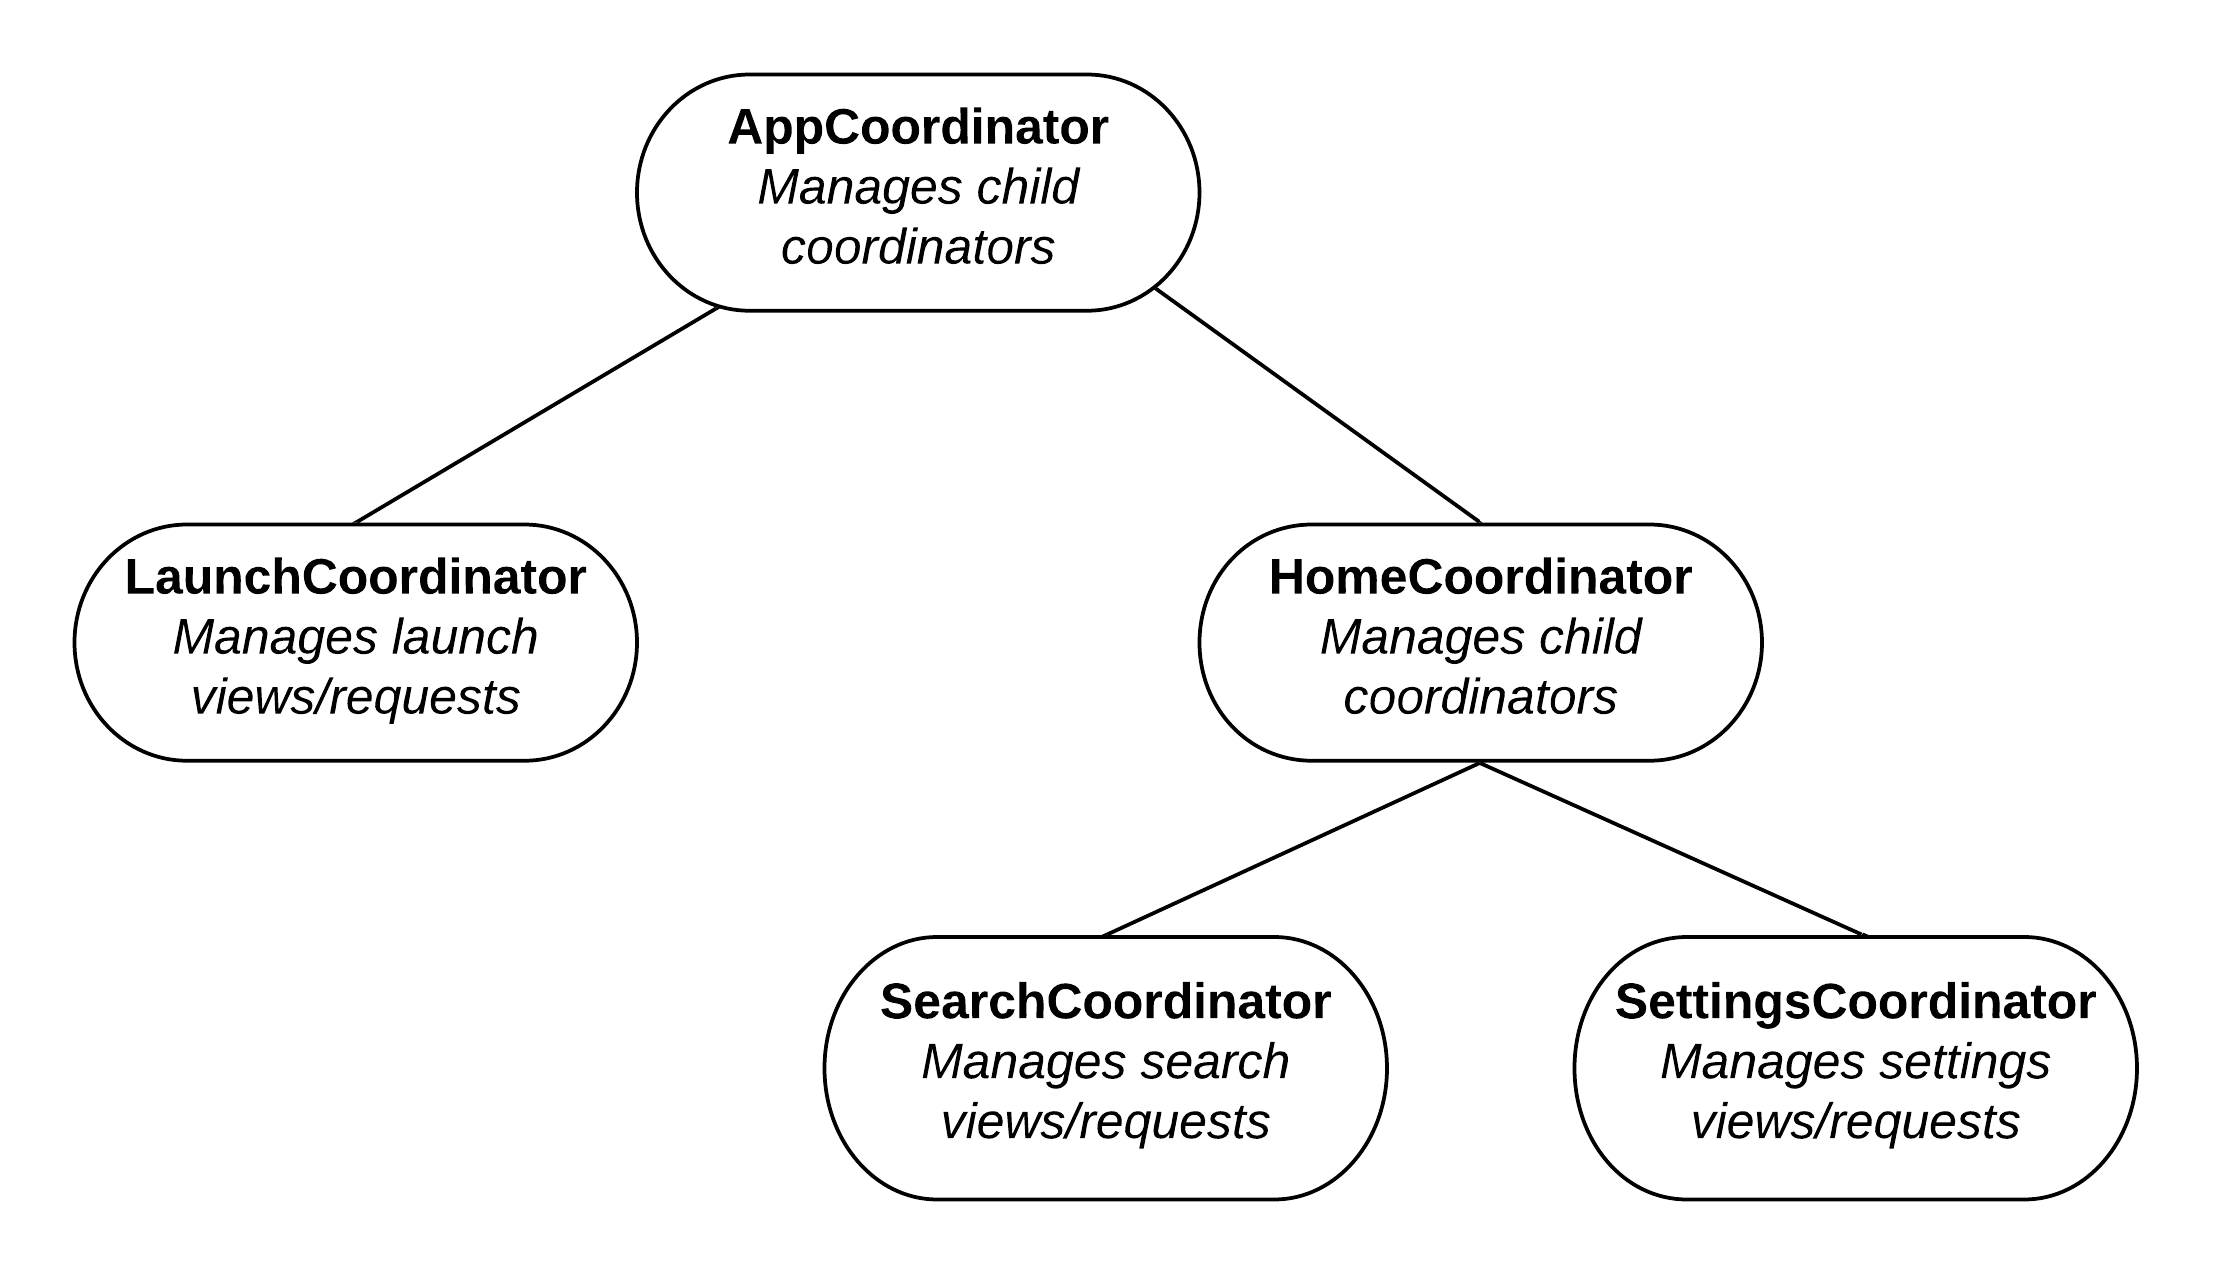 AppCoordinator
Manages child
coordinators
LaunchCoordinator
Manages launch
views/requests
HomeCoordinator
Manages child
coordinators
SearchCoordinator
Manages search
views/requests
SettingsCoordinator
Manages settings
views/requests